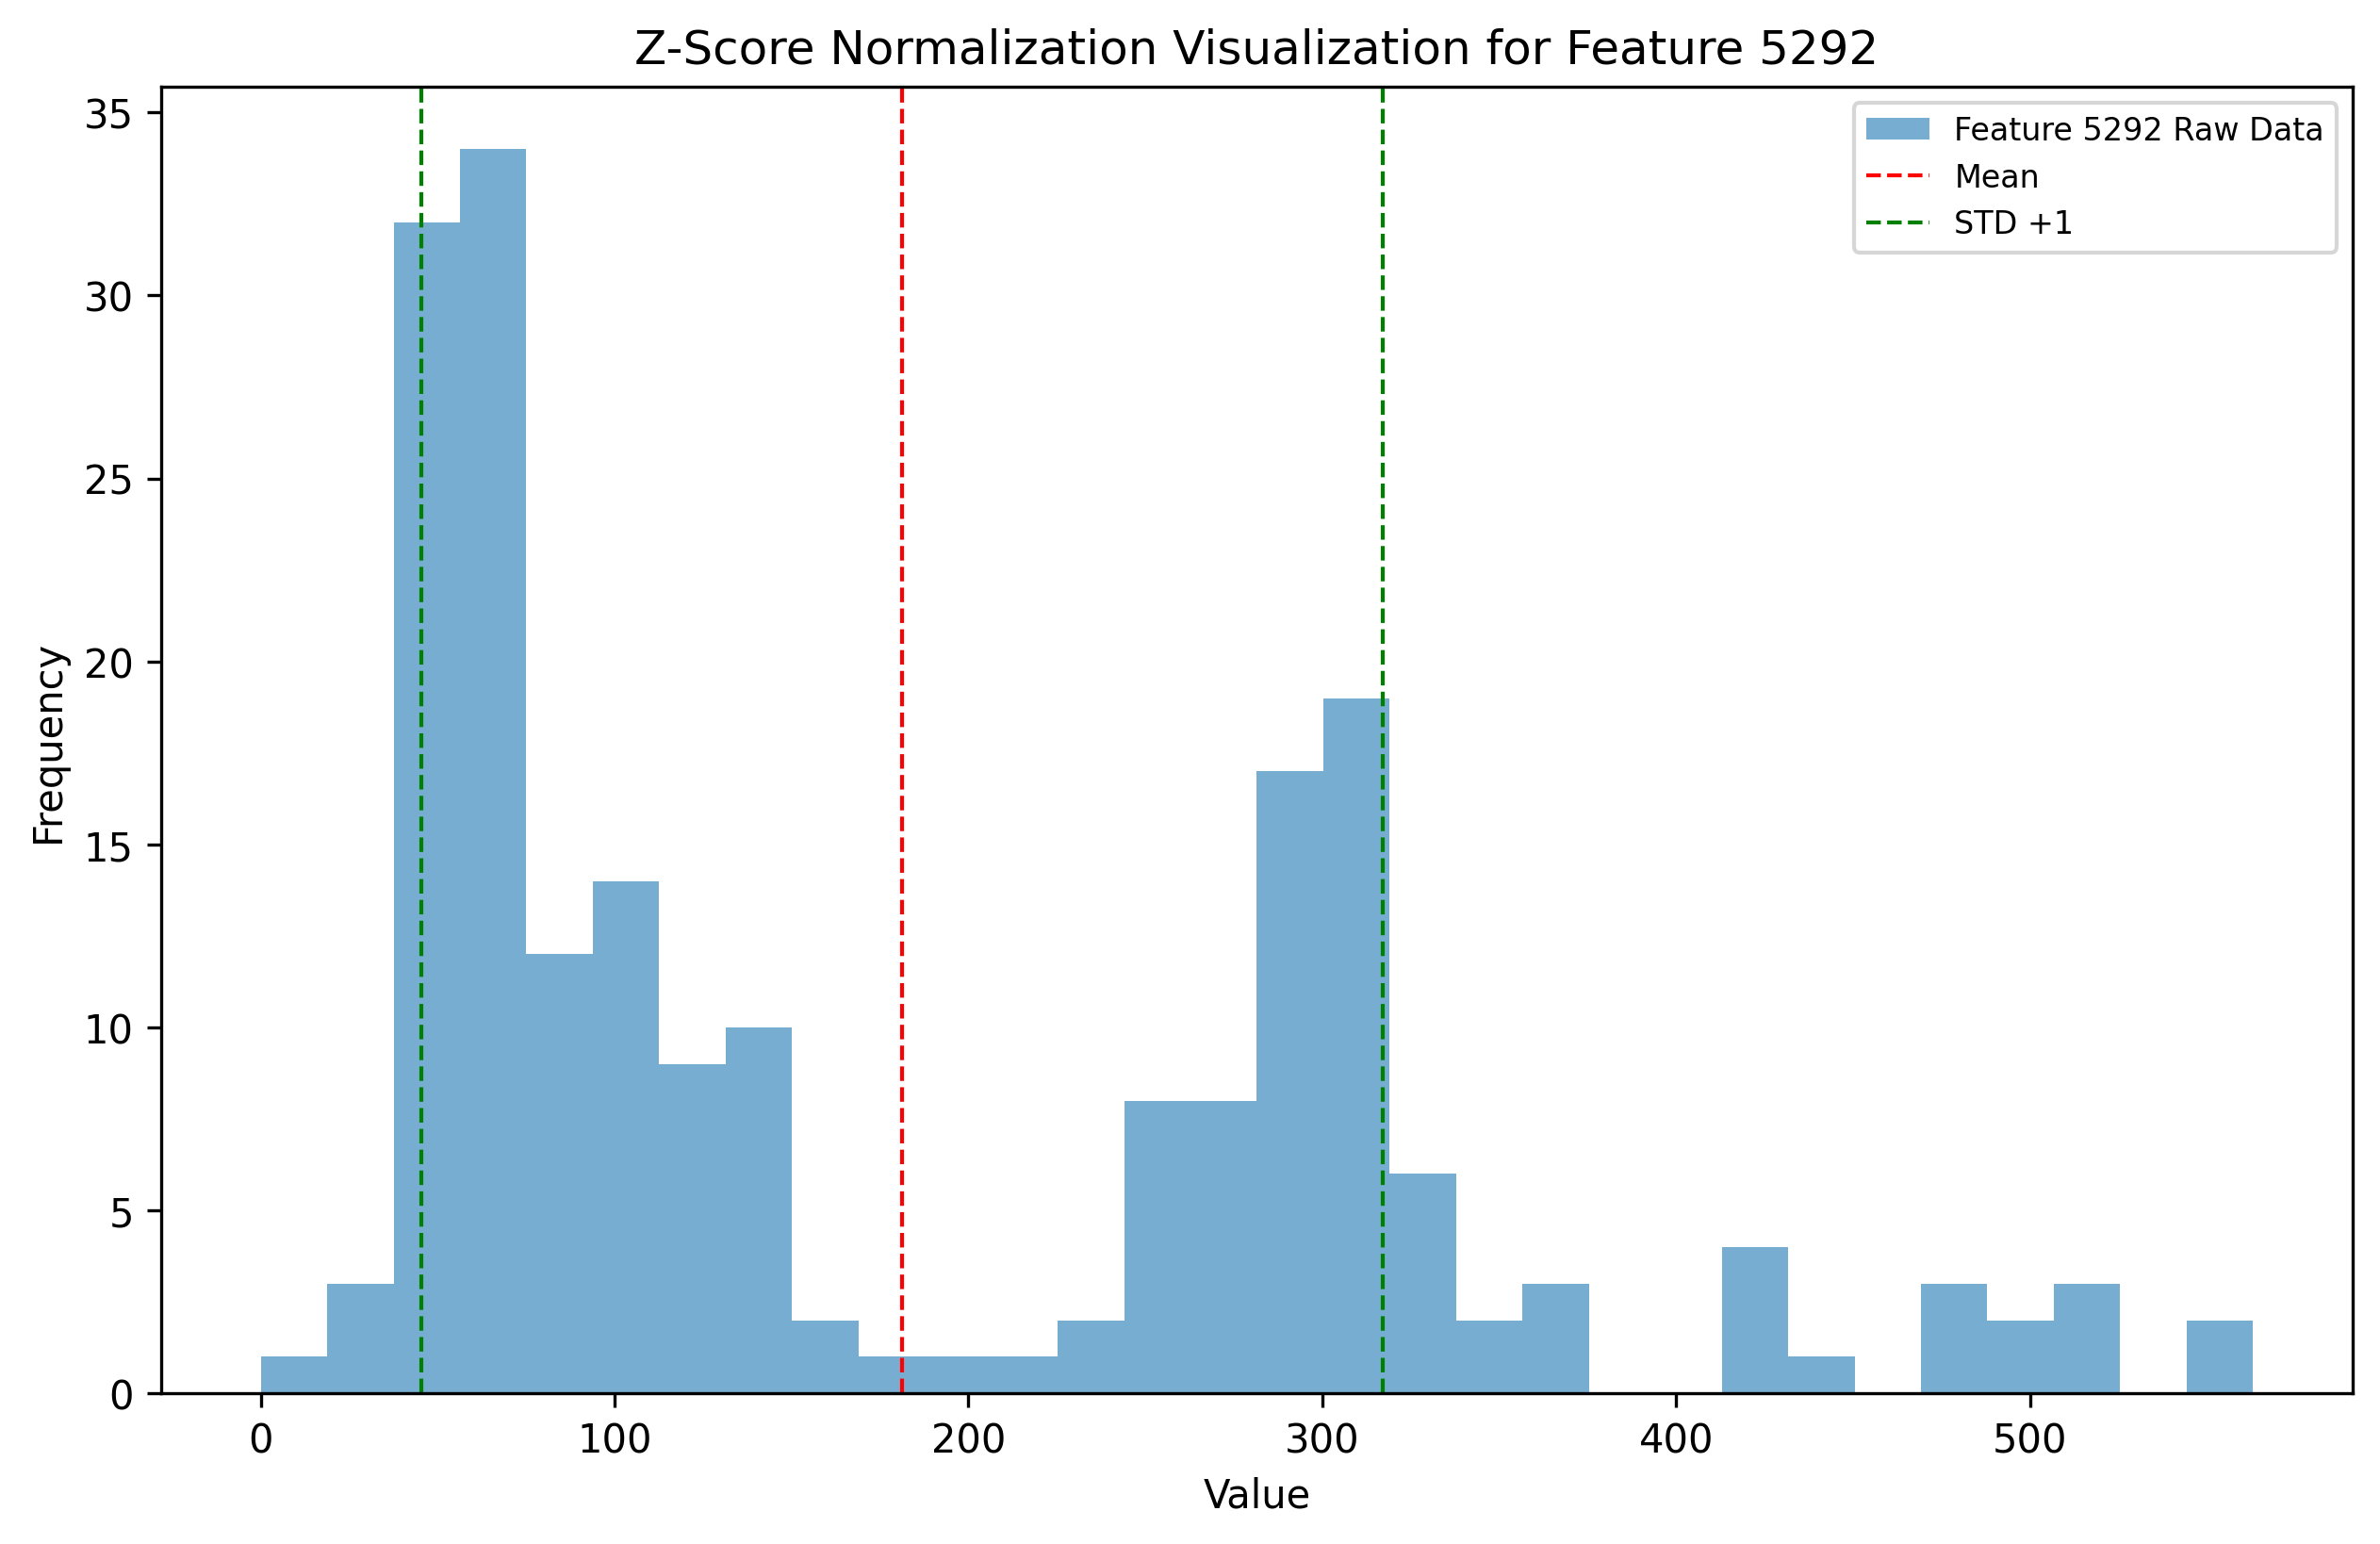 Z-Score Normalization Visualization for Feature 5292
Feature 5292 Raw Data
Mean
STD +1
Frequency
35
30
25
20
15
10
5
0
0 100 200 300 400 500
Value